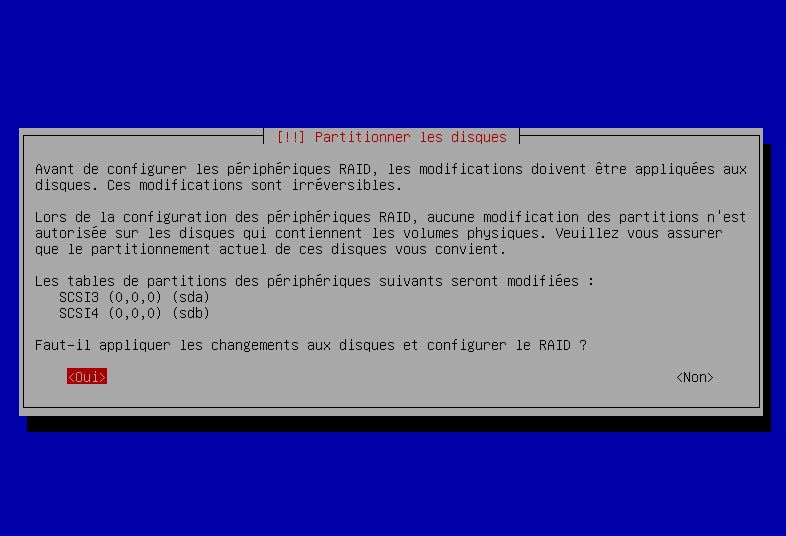 [!!] Partitionner les disques
Avant de configurer les périphériques RAID, les modifications doivent être appliquées aux
disques. Ces modifications sont irréversibles.
Lors de la configuration des périphériques RAID, aucune modification des partitions n'est
autorisée sur les disques qui contiennent les volumes physiques. Veuillez vous assurer
que le partitionnement actuel de ces disques vous convient.
Les tables de partitions des périphériques suivants seront modifiées :
SCSI3 (0,0,0) (sda)
SCSI4 (0,0,0) (sdb)
Faut-il appliquer les changements aux disques et configurer le RAID ?
<Oui> <Non>